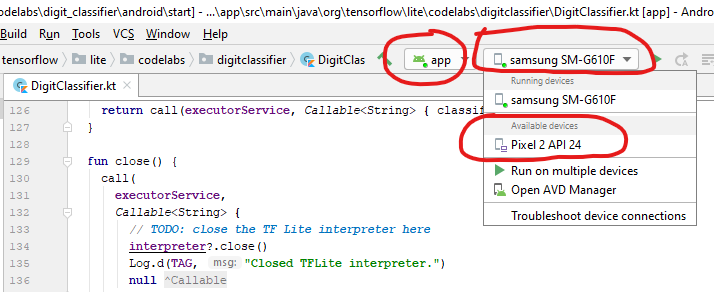 digit_classifier\android\start] - ...\app\src\main\java\org\tensorflow\lite\codelabs\digitclassifier\DigitClassifier.kt [app] - Andro
Build Run Tools VCS Window Help
tensorflow lite codelabs digitclassifier DigitClas app samsung SM-G610F
DigitClassifier.kt
Running devices
samsung SM-G610F
Available devices
Pixel 2 API 24
Run on multiple devices
Open AVD Manager
Troubleshoot device connections
126 return call(executorService, Callable<String> { classif
127 }
128
129 fun close() {
130 call(
131 executorService,
132 Callable<String> {
133 // TODO: close the TF Lite interpreter here
134 interpreter?.close()
135 Log.d(TAG, msg: "Closed TFLite interpreter.")
136 null ^Callable